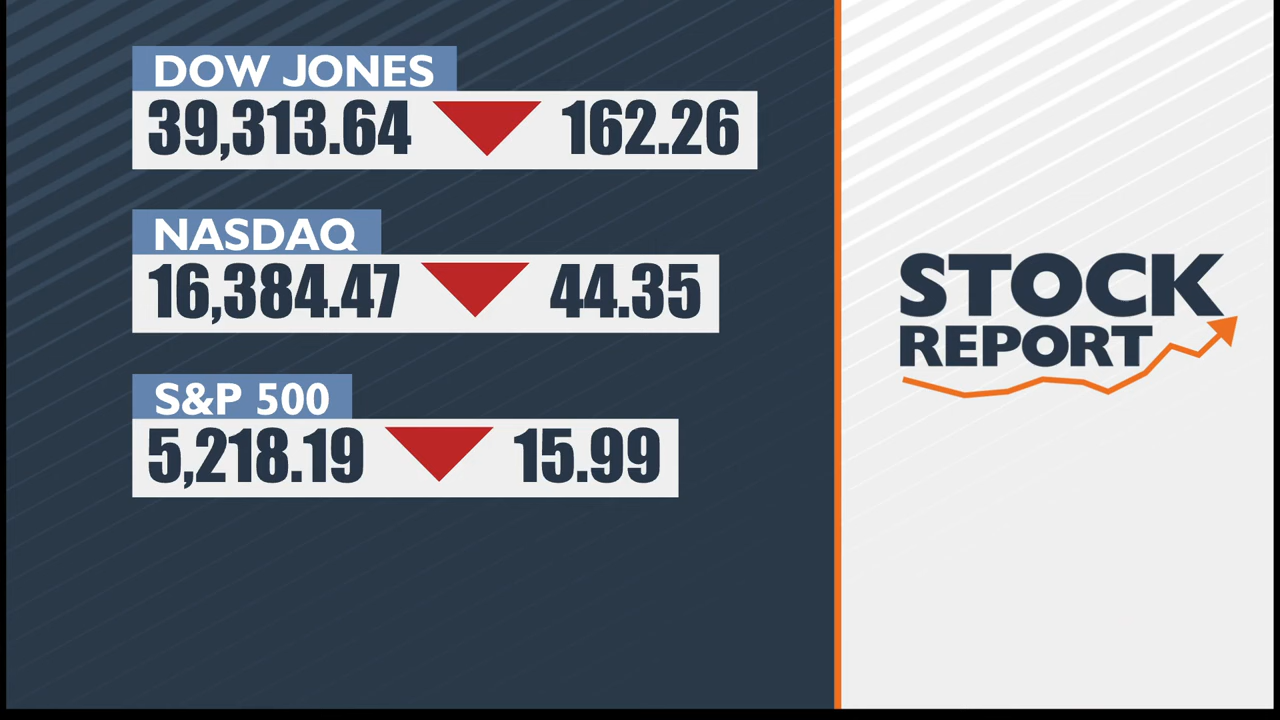 DOW JONES
39,313.64 162.26
NASDAQ
16,384.47 44.35
S&P 500
5,218.19 15.99
STOCK
REPORT